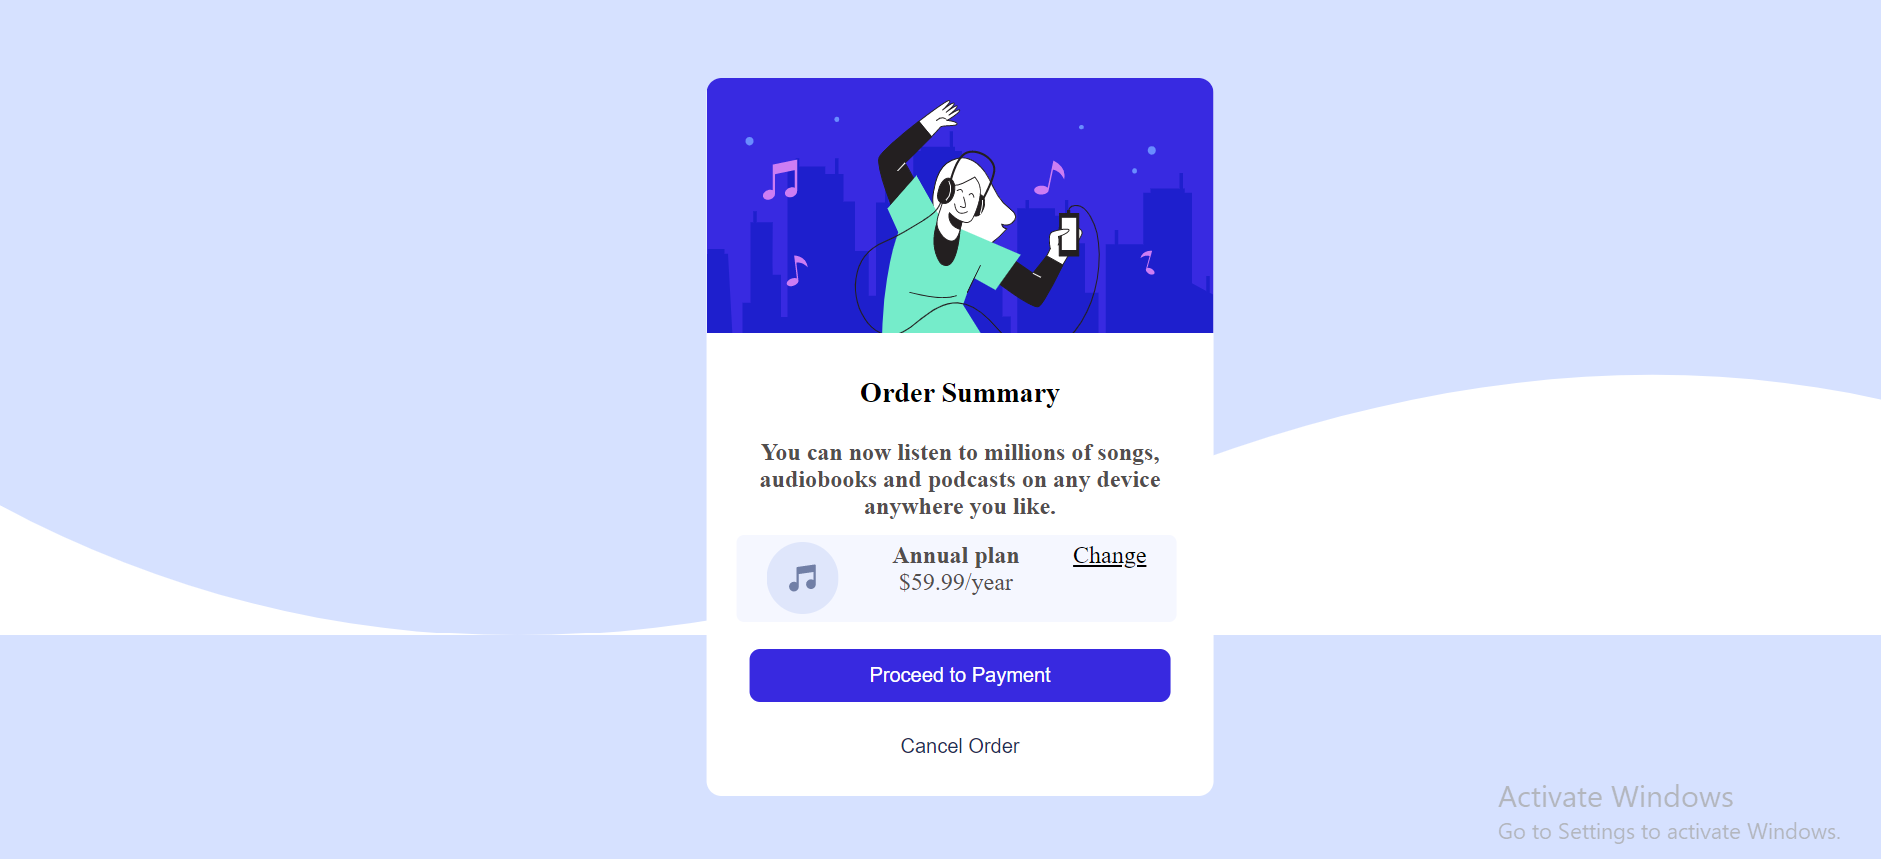 Order Summary
You can now listen to millions of songs,
audiobooks and podcasts on any device
anywhere you like.
Annual plan
$59.99/year
Change
Proceed to Payment
Cancel Order
Activate Windows
Go to Settings to activate Windows.